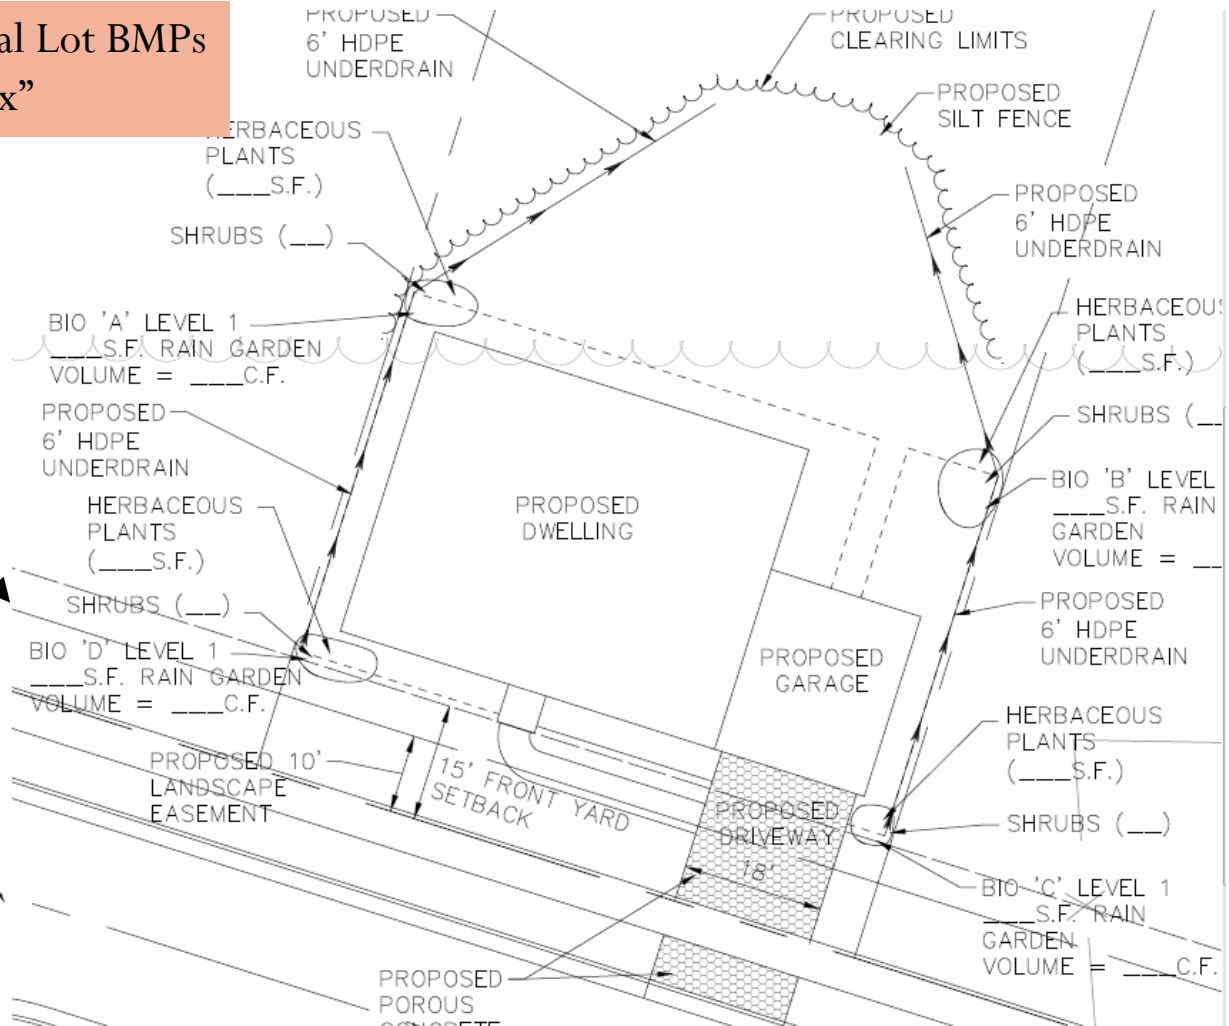 al Lot BMPs
x”
PROPOSED
6' HDPE
UNDERDRAIN
PROPOSED
CLEARING LIMITS
PROPOSED
SILT FENCE
HERBACEOUS
PLANTS
(___S.F.)
SHRUBS (__)
PROPOSED
6' HDPE
UNDERDRAIN
BIO 'A' LEVEL 1
___S.F. RAIN GARDEN
VOLUME = ___C.F.
HERBACEOUS
PLANTS
(___S.F.)
SHRUBS (__
PROPOSED
6' HDPE
UNDERDRAIN
BIO 'B' LEVEL
___S.F. RAIN
GARDEN
VOLUME = __
HERBACEOUS
PLANTS
(___S.F.)
PROPOSED
DWELLING
SHRUBS (__)
PROPOSED
6' HDPE
UNDERDRAIN
BIO 'D' LEVEL 1
___S.F. RAIN GARDEN
VOLUME = ___C.F.
PROPOSED
GARAGE
HERBACEOUS
PLANTS
(___S.F.)
PROPOSED 10'
LANDSCAPE
EASEMENT
15' FRONT YARD
SETBACK
PROPOSED
DRIVEWAY
18'
SHRUBS (__)
BIO 'C' LEVEL 1
___S.F. RAIN
GARDEN
VOLUME = ___C.F.
PROPOSED
POROUS
CONCRETE